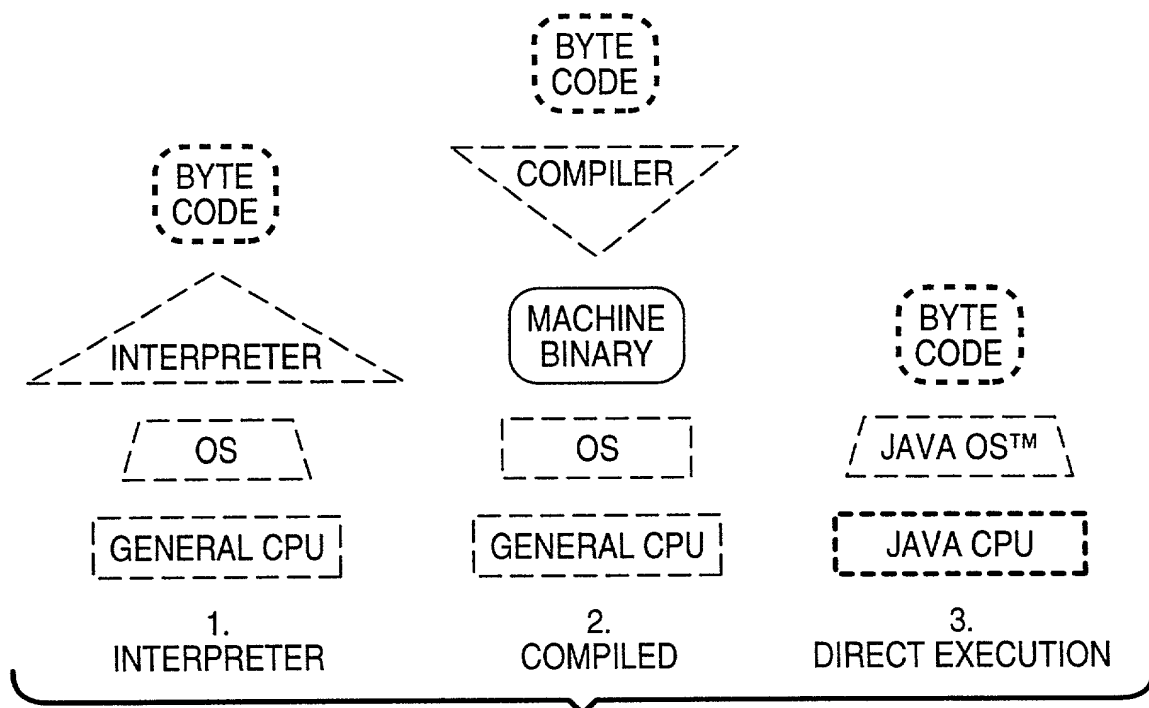 BYTE
CODE
COMPILER
BYTE
CODE
INTERPRETER
MACHINE
BINARY
BYTE
CODE
OS
OS
JAVA OS™
GENERAL CPU
GENERAL CPU
JAVA CPU
1.
INTERPRETER
2.
COMPILED
3.
DIRECT EXECUTION